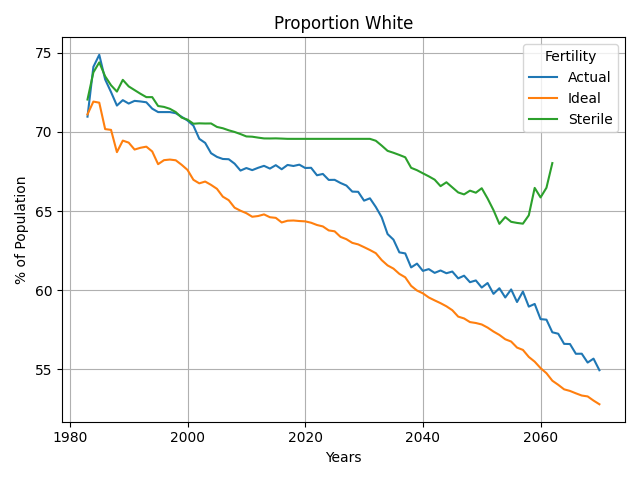 Proportion White
75
70
65
60
55
% of Population
Fertility
Actual
Ideal
Sterile
1980
2000
2020
2040
2060
Years